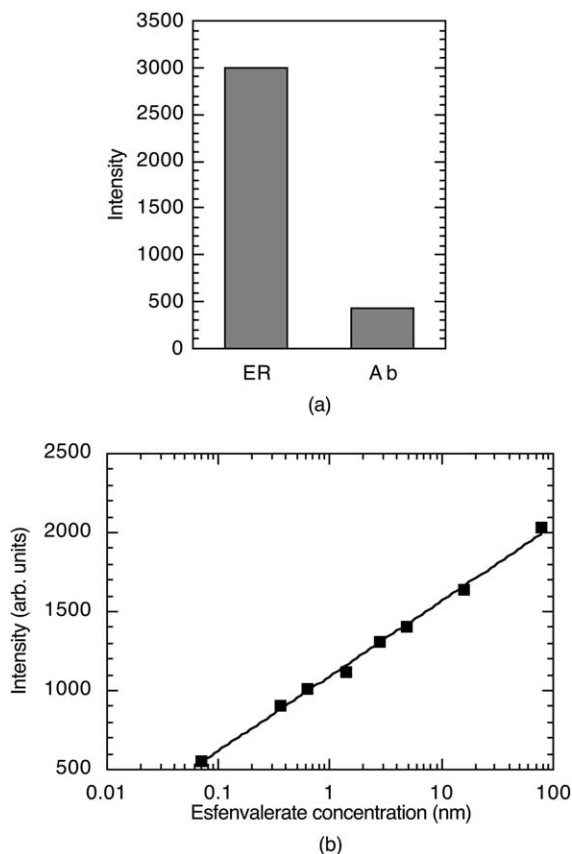 3500
3000
2500
2000
1500
1000
500
0
Intensity
ER Ab
(a)
2500
2000
1500
1000
500
Intensity (arb. units)
0.01 0.1 1 10 100
Esfenvalerate concentration (nm)
(b)